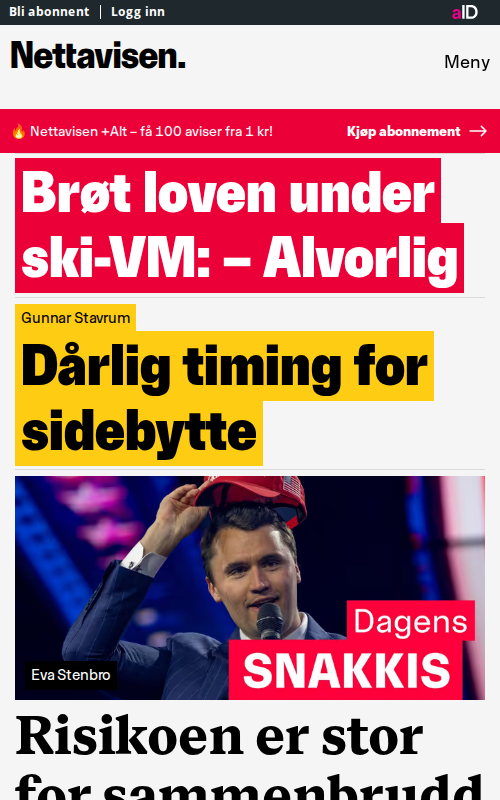 Bli abonnent | Logg inn
aID
Nettavisen.
Meny
🔥 Nettavisen +Alt – få 100 aviser fra 1 kr!
Kjøp abonnement →
Brøt loven under
ski-VM: – Alvorlig
Gunnar Stavrum
Dårlig timing for
sidebytte
Dagens
SNAKKIS
Eva Stenbro
Risikoen er stor
for sammenbrudd